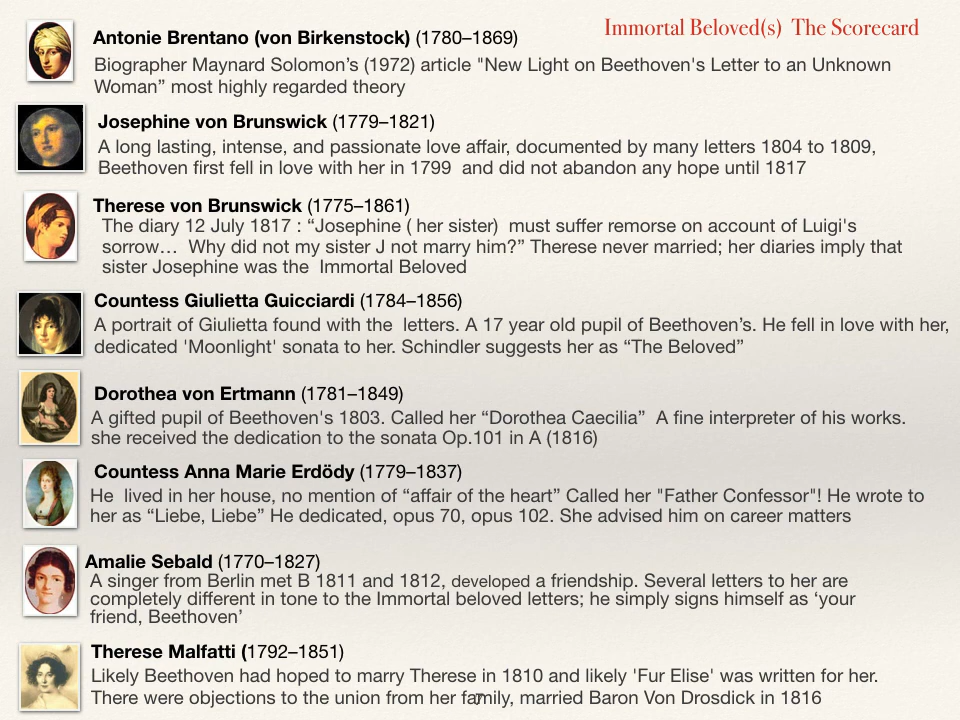 Immortal Beloved(s) The Scorecard
Antonie Brentano (von Birkenstock) (1780–1869)
Biographer Maynard Solomon’s (1972) article "New Light on Beethoven's Letter to an Unknown
Woman” most highly regarded theory
Josephine von Brunswick (1779–1821)
A long lasting, intense, and passionate love affair, documented by many letters 1804 to 1809,
Beethoven first fell in love with her in 1799 and did not abandon any hope until 1817
Therese von Brunswick (1775–1861)
The diary 12 July 1817 : “Josephine ( her sister) must suffer remorse on account of Luigi's
sorrow… Why did not my sister J not marry him?” Therese never married; her diaries imply that
sister Josephine was the Immortal Beloved
Countess Giulietta Guicciardi (1784–1856)
A portrait of Giulietta found with the letters. A 17 year old pupil of Beethoven’s. He fell in love with her,
dedicated 'Moonlight' sonata to her. Schindler suggests her as “The Beloved”
Dorothea von Ertmann (1781–1849)
A gifted pupil of Beethoven's 1803. Called her “Dorothea Caecilia” A fine interpreter of his works.
she received the dedication to the sonata Op.101 in A (1816)
Countess Anna Marie Erdödy (1779–1837)
He lived in her house, no mention of “affair of the heart” Called her "Father Confessor"! He wrote to
her as “Liebe, Liebe” He dedicated, opus 70, opus 102. She advised him on career matters
Amalie Sebald (1770–1827)
A singer from Berlin met B 1811 and 1812, developed a friendship. Several letters to her are
completely different in tone to the Immortal beloved letters; he simply signs himself as ‘your
friend, Beethoven’
Therese Malfatti (1792–1851)
Likely Beethoven had hoped to marry Therese in 1810 and likely 'Fur Elise' was written for her.
There were objections to the union from her family, married Baron Von Drosdick in 1816
7